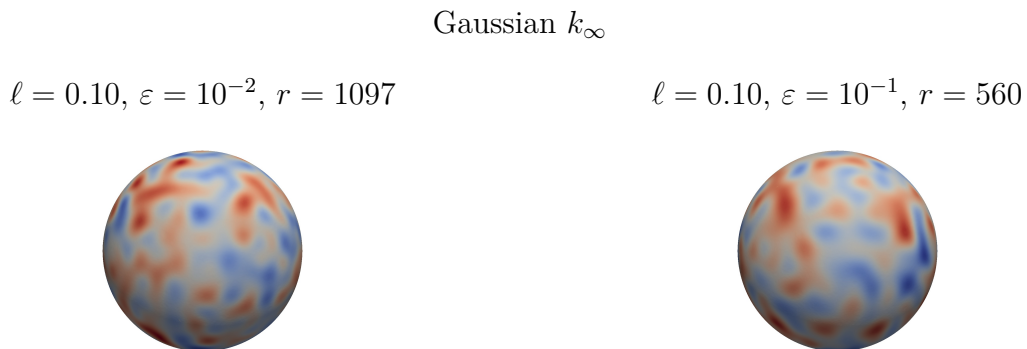 Gaussian k∞
ℓ = 0.10, ε = 10⁻², r = 1097
ℓ = 0.10, ε = 10⁻¹, r = 560